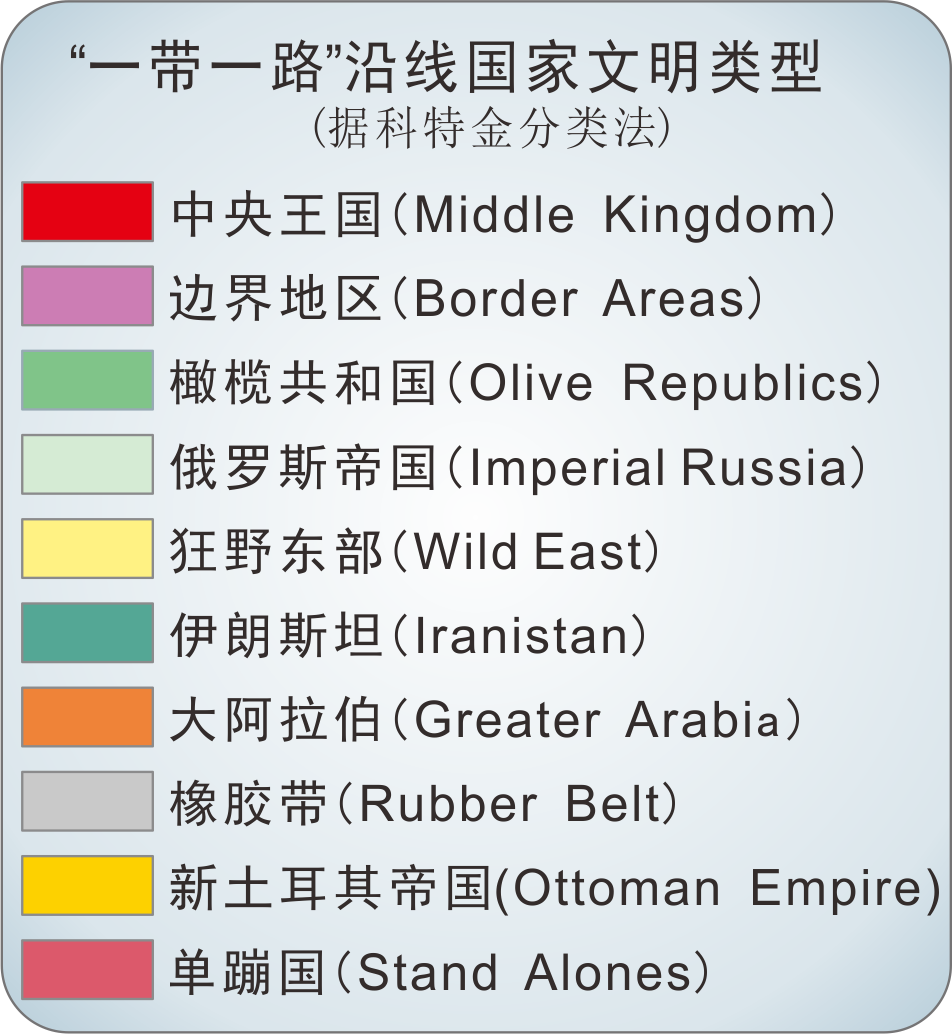 “一带一路”沿线国家文明类型
(据科特金分类法)
中央王国(Middle Kingdom)
边界地区(Border Areas)
橄榄共和国(Olive Republics)
俄罗斯帝国(Imperial Russia)
狂野东部(Wild East)
伊朗斯坦(Iranistan)
大阿拉伯(Greater Arabia)
橡胶带(Rubber Belt)
新土耳其帝国(Ottoman Empire)
单蹦国(Stand Alones)